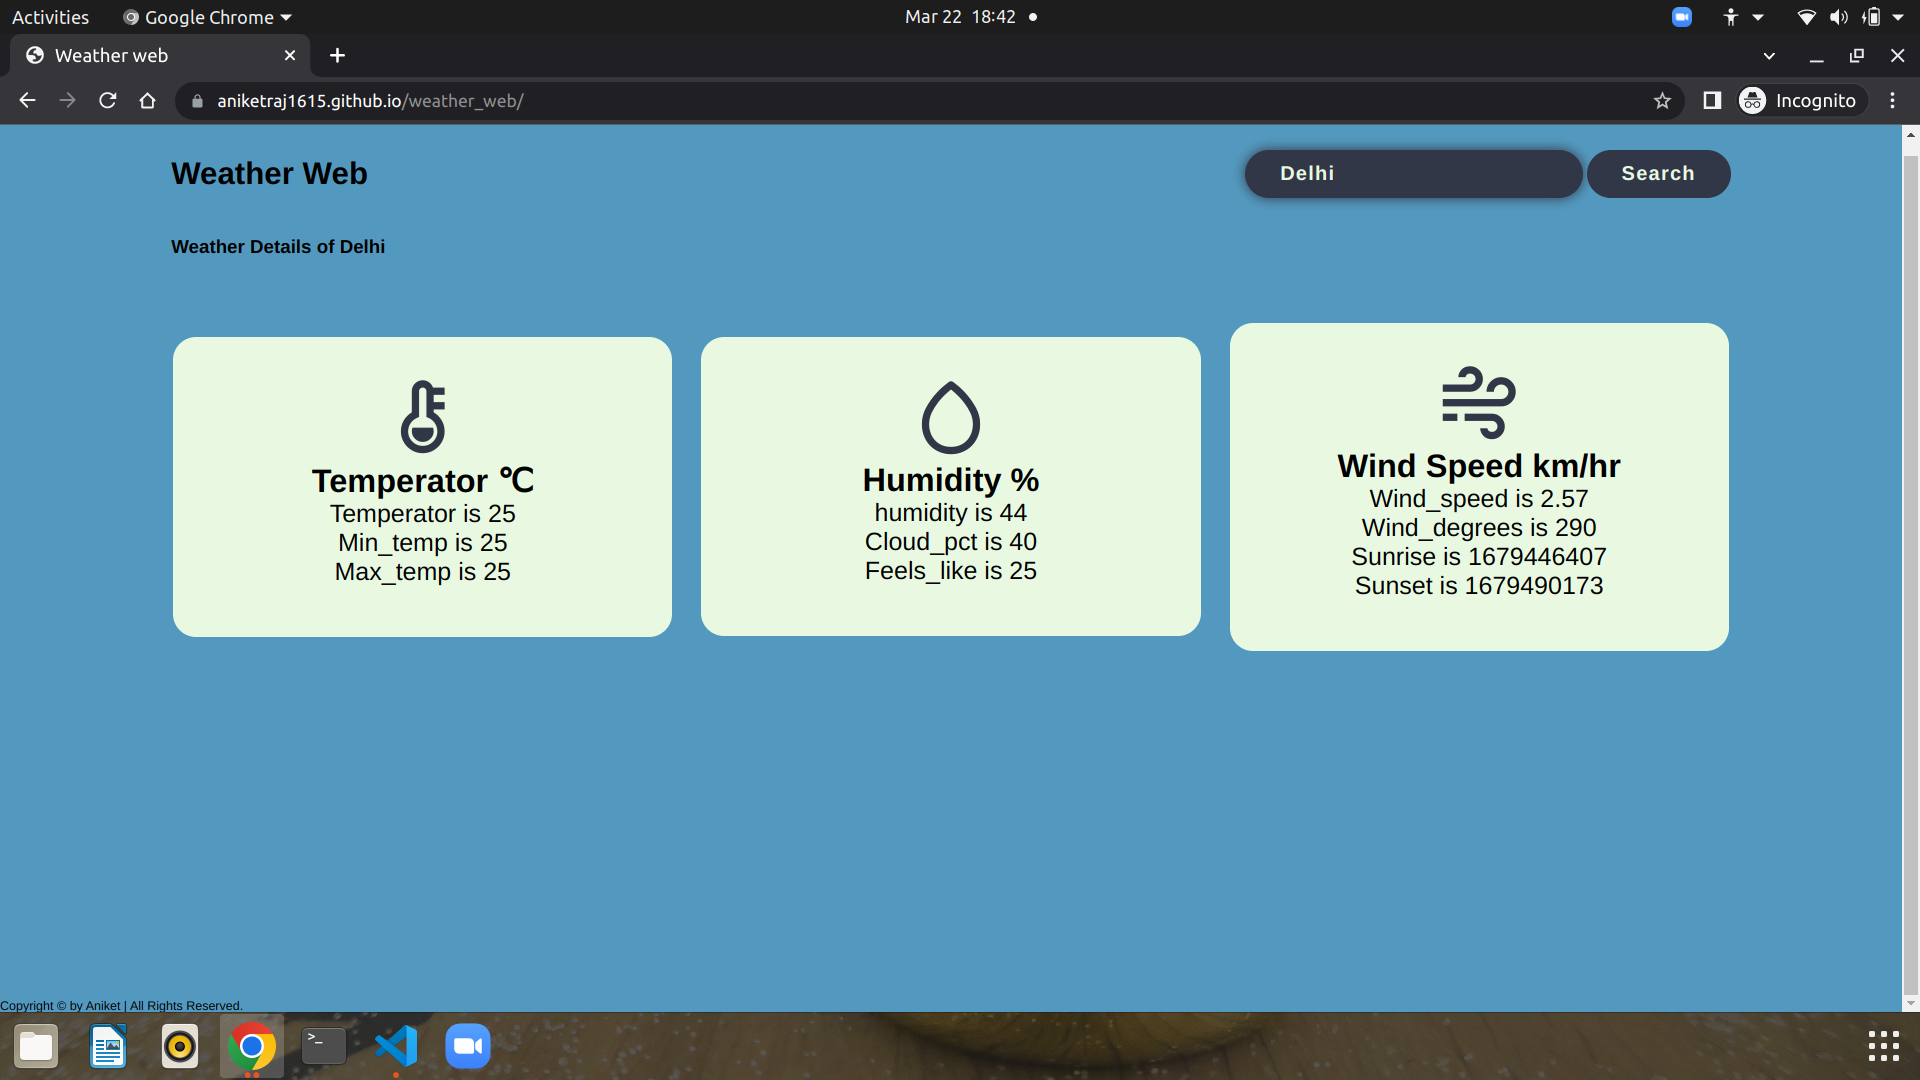 Activities Google Chrome Mar 22 18:42
Weather web
aniketraj1615.github.io/weather_web/ Incognito
Weather Web Delhi Search
Weather Details of Delhi
Temperator ℃
Temperator is 25
Min_temp is 25
Max_temp is 25
Humidity %
humidity is 44
Cloud_pct is 40
Feels_like is 25
Wind Speed km/hr
Wind_speed is 2.57
Wind_degrees is 290
Sunrise is 1679446407
Sunset is 1679490173
Copyright © by Aniket | All Rights Reserved.
>_